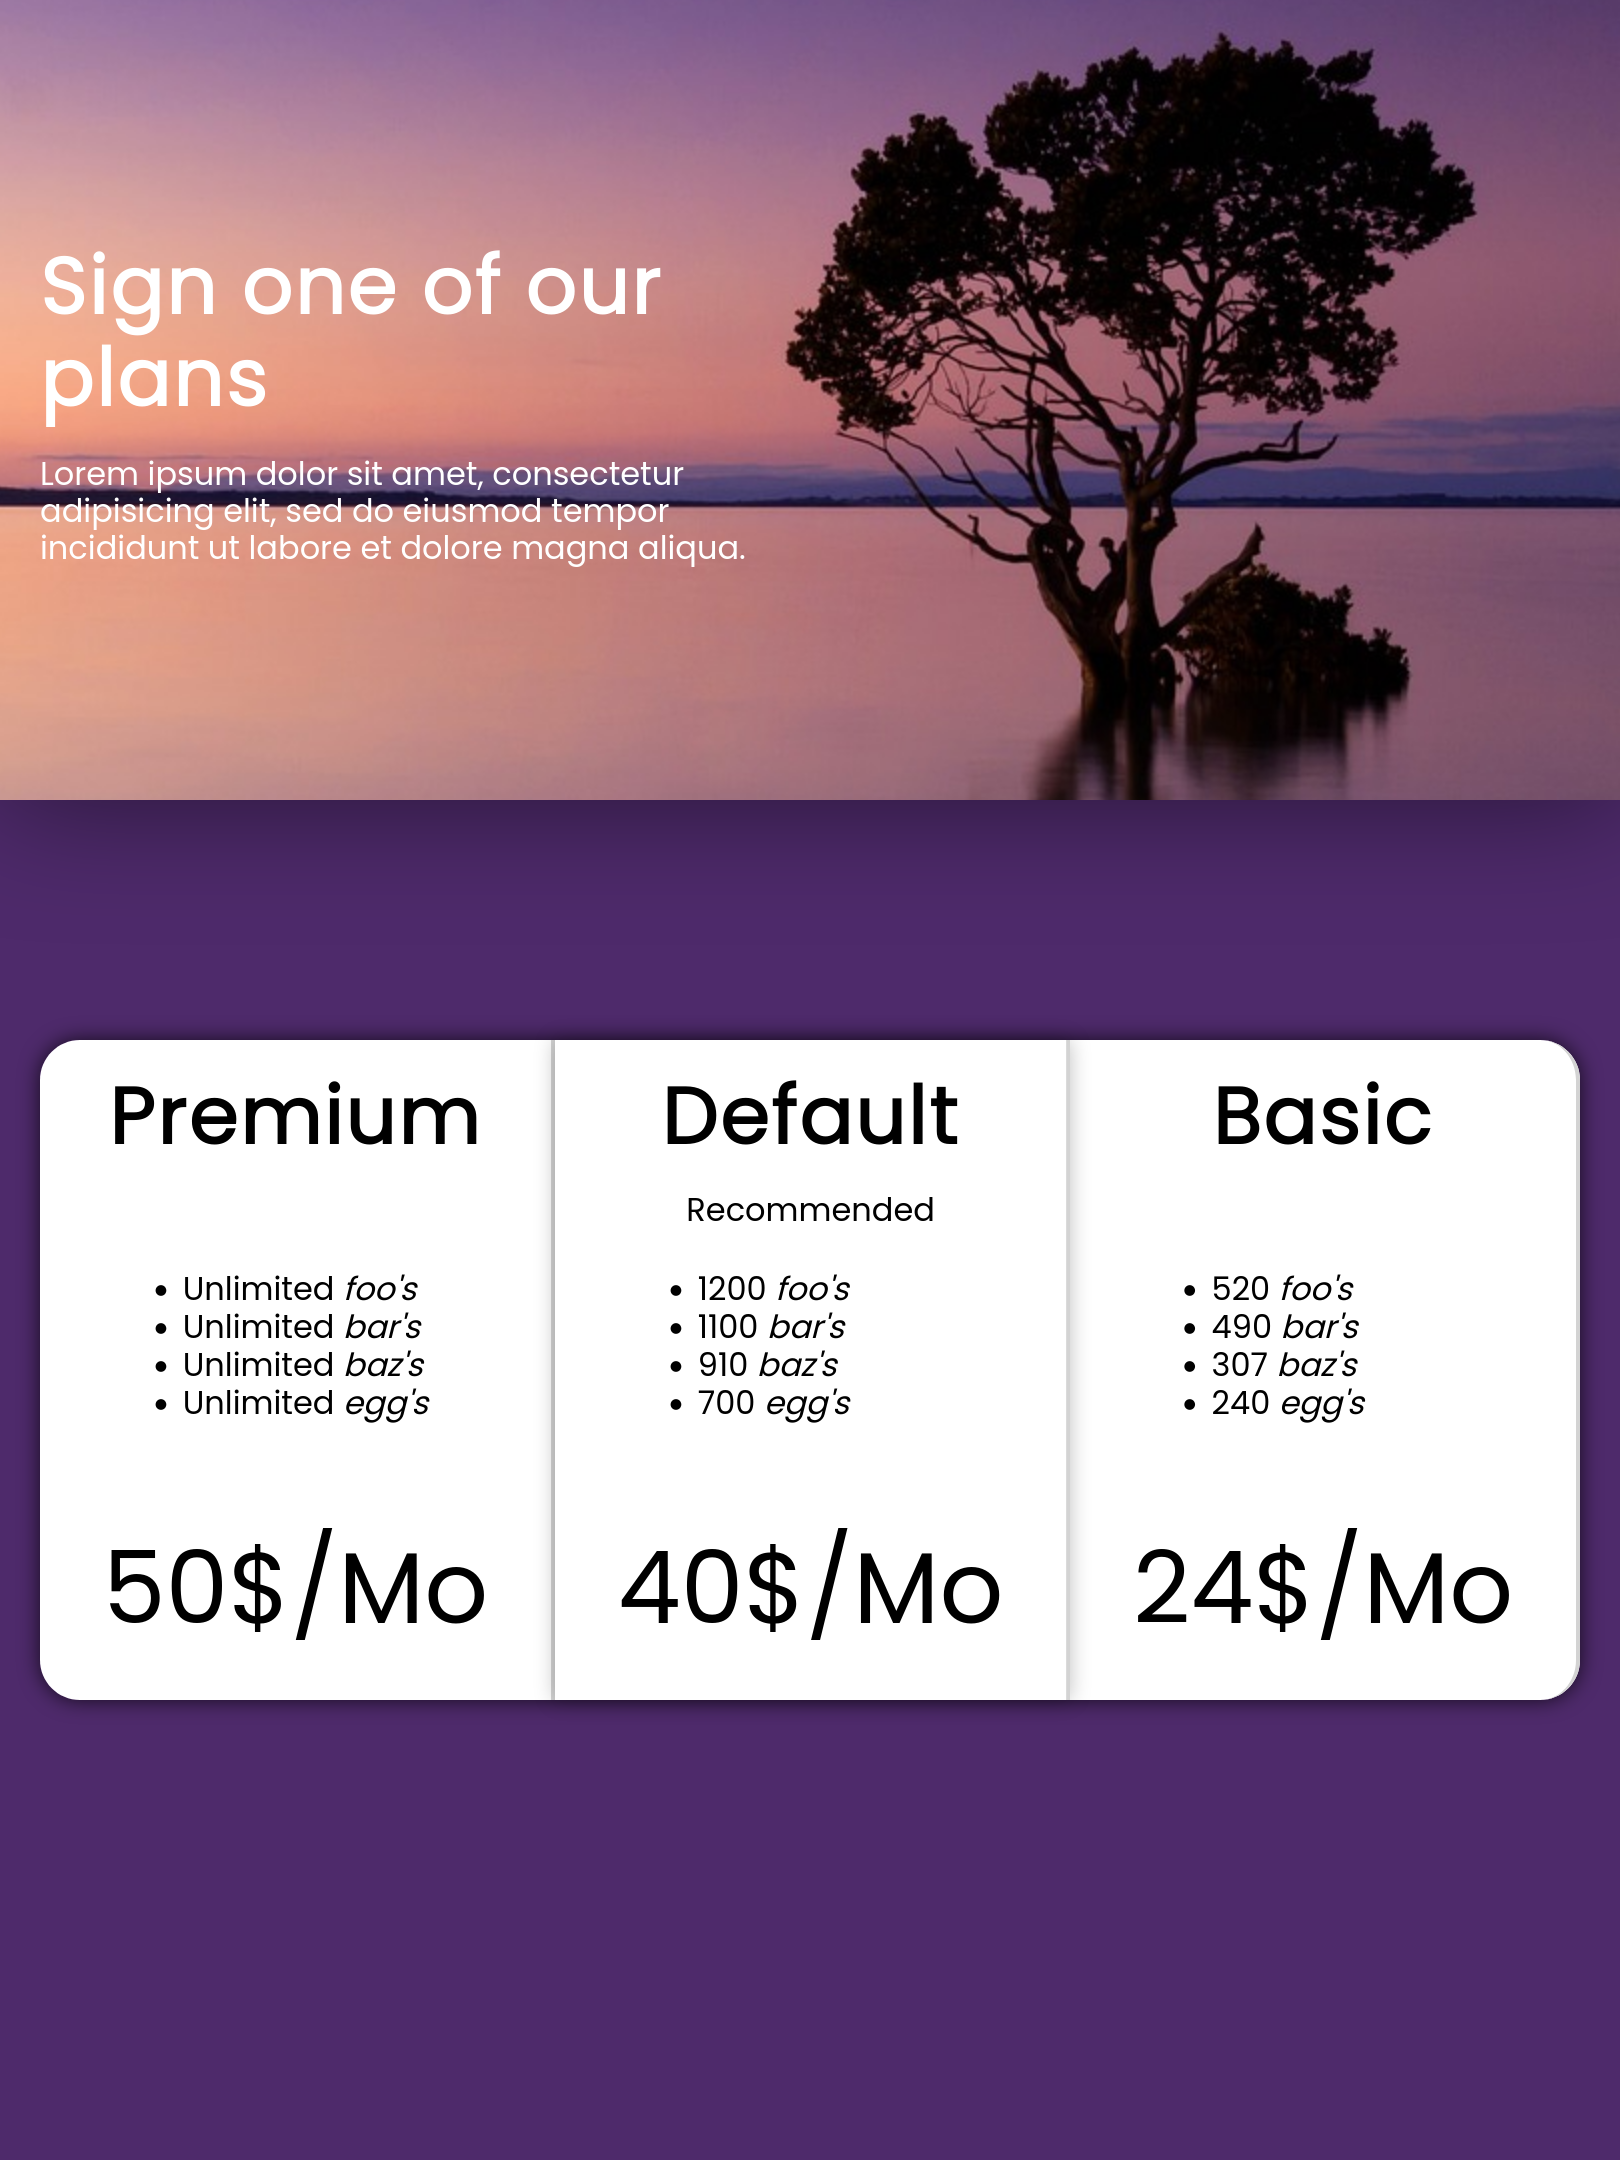 Sign one of our
plans
Lorem ipsum dolor sit amet, consectetur
adipisicing elit, sed do eiusmod tempor
incididunt ut labore et dolore magna aliqua.
Premium
Unlimited foo's
Unlimited bar's
Unlimited baz's
Unlimited egg's
50$/Mo
Default
Recommended
1200 foo's
1100 bar's
910 baz's
700 egg's
40$/Mo
Basic
520 foo's
490 bar's
307 baz's
240 egg's
24$/Mo